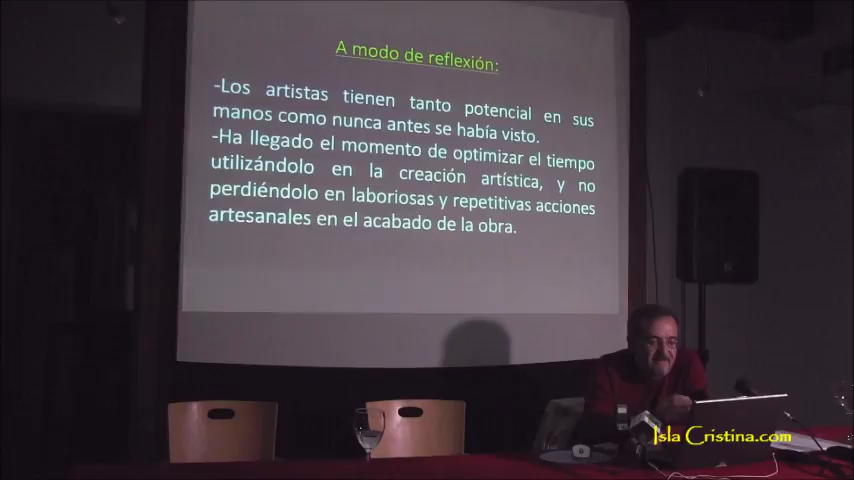 A modo de reflexión:
-Los artistas tienen tanto potencial en sus
manos como nunca antes se había visto.
-Ha llegado el momento de optimizar el tiempo
utilizándolo en la creación artística, y no
perdiéndolo en laboriosas y repetitivas acciones
artesanales en el acabado de la obra.
Isla Cristina.com